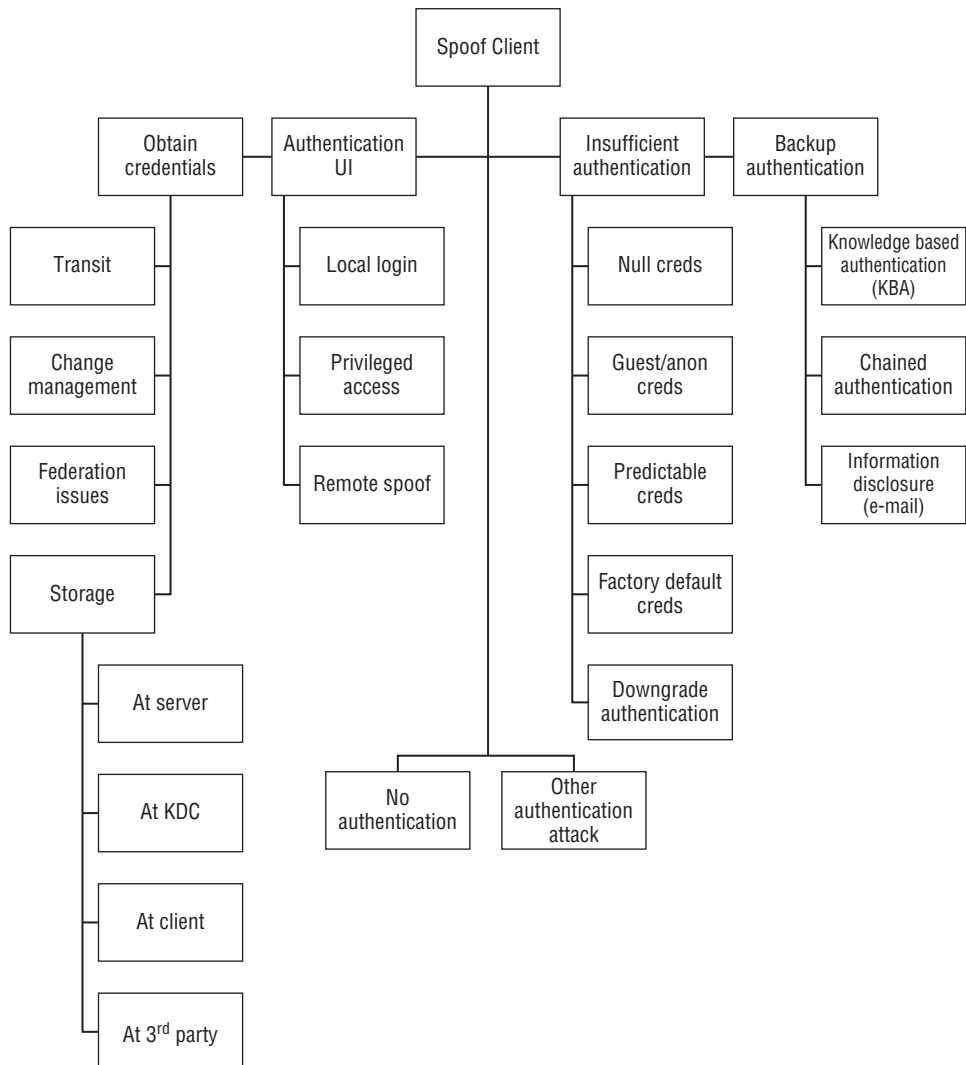 Spoof Client
Obtain
credentials
Authentication
UI
Insufficient
authentication
Backup
authentication
Transit
Change
management
Federation
issues
Storage
At server
At KDC
At client
At 3rd party
Local login
Privileged
access
Remote spoof
Null creds
Guest/anon
creds
Predictable
creds
Factory default
creds
Downgrade
authentication
Knowledge based
authentication
(KBA)
Chained
authentication
Information
disclosure
(e-mail)
No
authentication
Other
authentication
attack